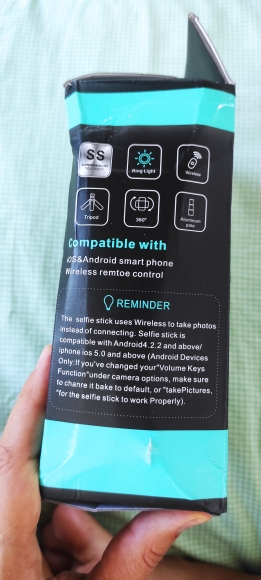 SS
Ring Light
Wireless
Tripod
360°
Aluminum
pole
Compatible with
iOS&Android smart phone
Wireless remtoe control
REMINDER
The selfie stick uses Wireless to take photos
instead of connecting. Selfie stick is
compatible with Android4.2.2 and above/
iphone ios 5.0 and above (Android Devices
Only:If you've changed your"Volume Keys
Function"under camera options, make sure
to channe it bake to default, or "takePictures,
"for the selfie stick to work Properly).